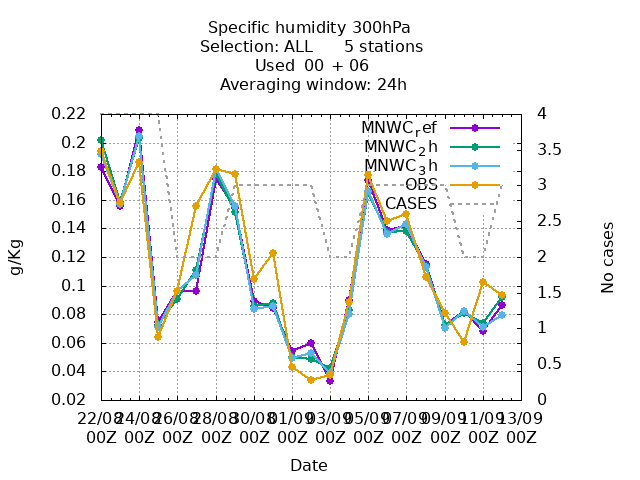 Specific humidity 300hPa
Selection: ALL 5 stations
Used 00 + 06
Averaging window: 24h
0.22
0.2
0.18
0.16
0.14
0.12
0.1
0.08
0.06
0.04
0.02
g/Kg
MNWCref
MNWC2h
MNWC3h
OBS
CASES
4
3.5
3
2.5
2
1.5
1
0.5
0
No cases
22/08 24/08 26/08 28/08 30/08 01/09 03/09 05/09 07/09 09/09 11/09 13/09
00Z 00Z 00Z 00Z 00Z 00Z 00Z 00Z 00Z 00Z 00Z 00Z
Date